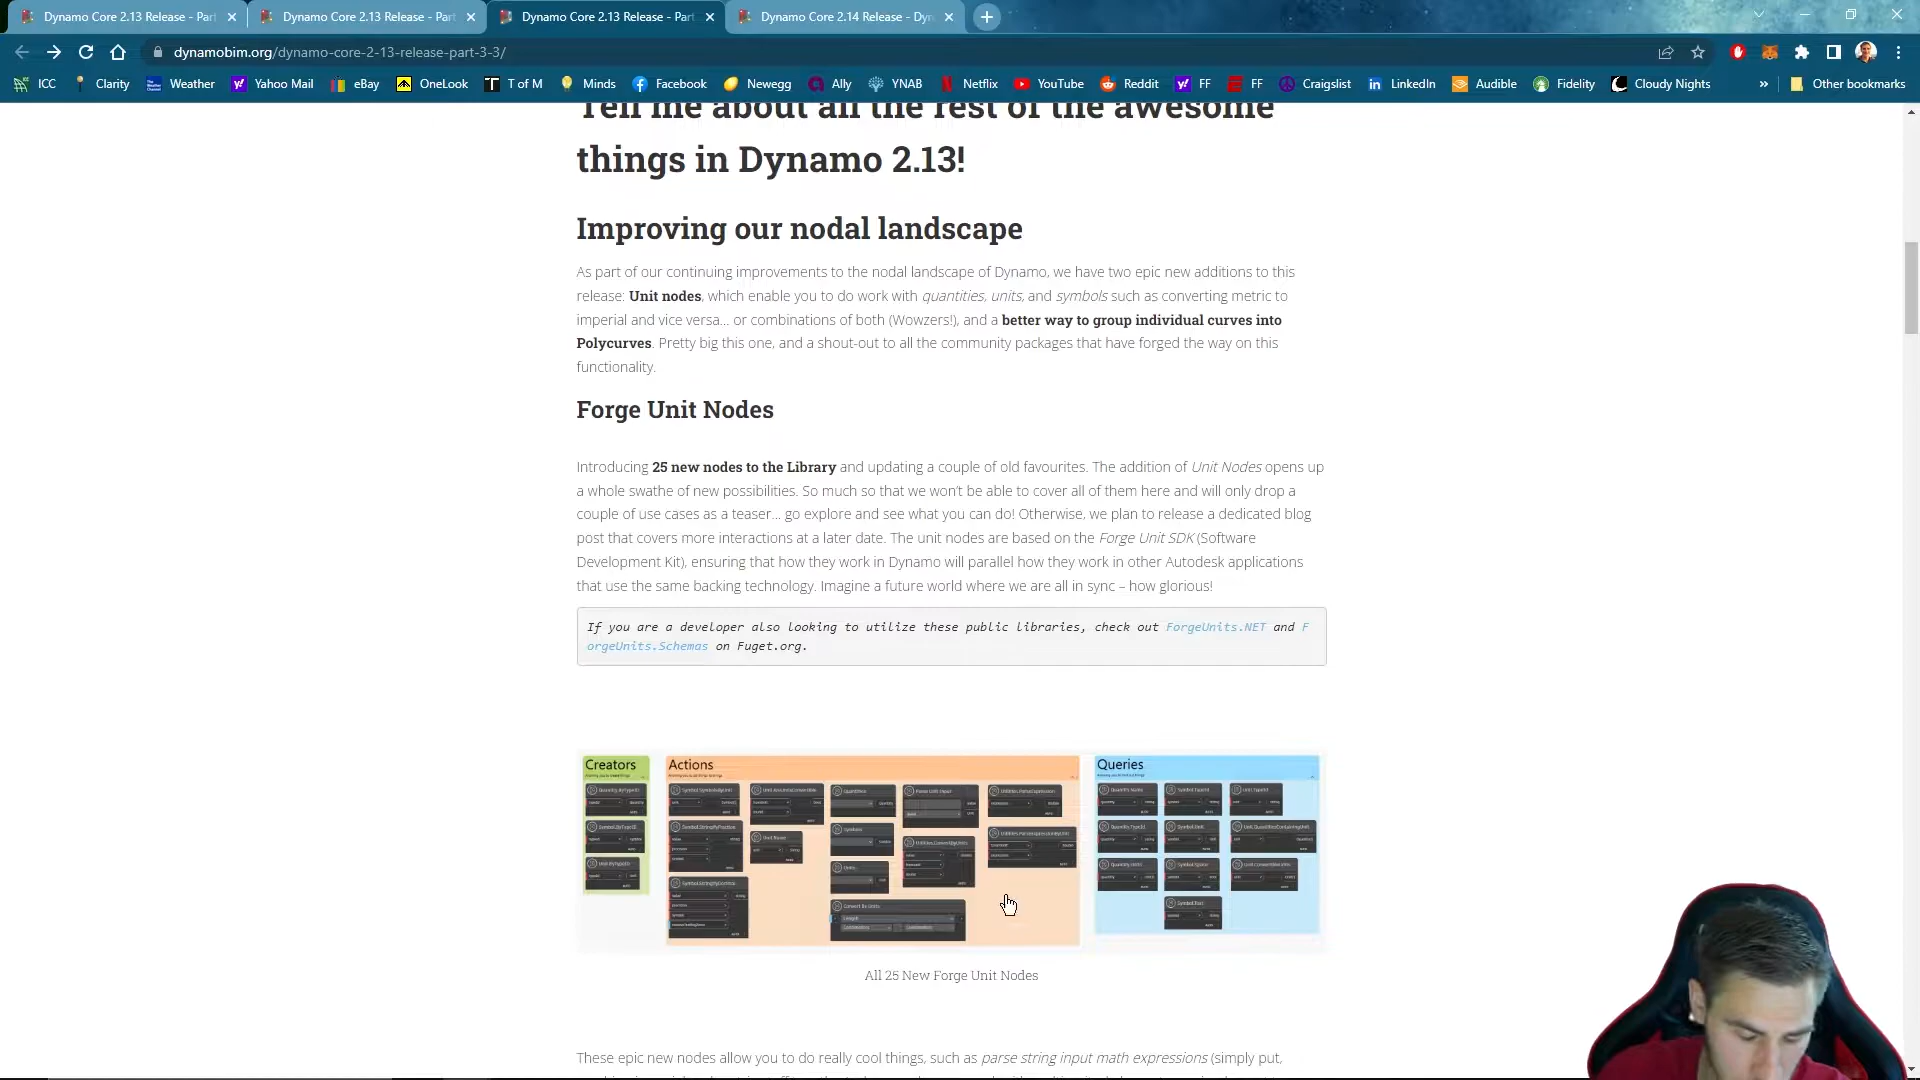 Dynamo Core 2.13 Release - Part
Dynamo Core 2.13 Release - Part
Dynamo Core 2.13 Release - Part
Dynamo Core 2.14 Release - Dyn
dynamobim.org/dynamo-core-2-13-release-part-3-3/
ICC Clarity Weather Yahoo Mail eBay OneLook T of M Minds Facebook Newegg Ally YNAB Netflix YouTube Reddit FF FF Craigslist LinkedIn Audible Fidelity Cloudy Nights » Other bookmarks
Tell me about all the rest of the awesome
things in Dynamo 2.13!
Improving our nodal landscape
As part of our continuing improvements to the nodal landscape of Dynamo, we have two epic new additions to this
release: Unit nodes, which enable you to do work with quantities, units, and symbols such as converting metric to
imperial and vice versa... or combinations of both (Wowzers!), and a better way to group individual curves into
Polycurves. Pretty big this one, and a shout-out to all the community packages that have forged the way on this
functionality.
Forge Unit Nodes
Introducing 25 new nodes to the Library and updating a couple of old favourites. The addition of Unit Nodes opens up
a whole swathe of new possibilities. So much so that we won't be able to cover all of them here and will only drop a
couple of use cases as a teaser... go explore and see what you can do! Otherwise, we plan to release a dedicated blog
post that covers more interactions at a later date. The unit nodes are based on the Forge Unit SDK (Software
Development Kit), ensuring that how they work in Dynamo will parallel how they work in other Autodesk applications
that use the same backing technology. Imagine a future world where we are all in sync – how glorious!
If you are a developer also looking to utilize these public libraries, check out ForgeUnits.NET and F
orgeUnits.Schemas on Fuget.org.
Creators
Actions
Queries
All 25 New Forge Unit Nodes
These epic new nodes allow you to do really cool things, such as parse string input math expressions (simply put,